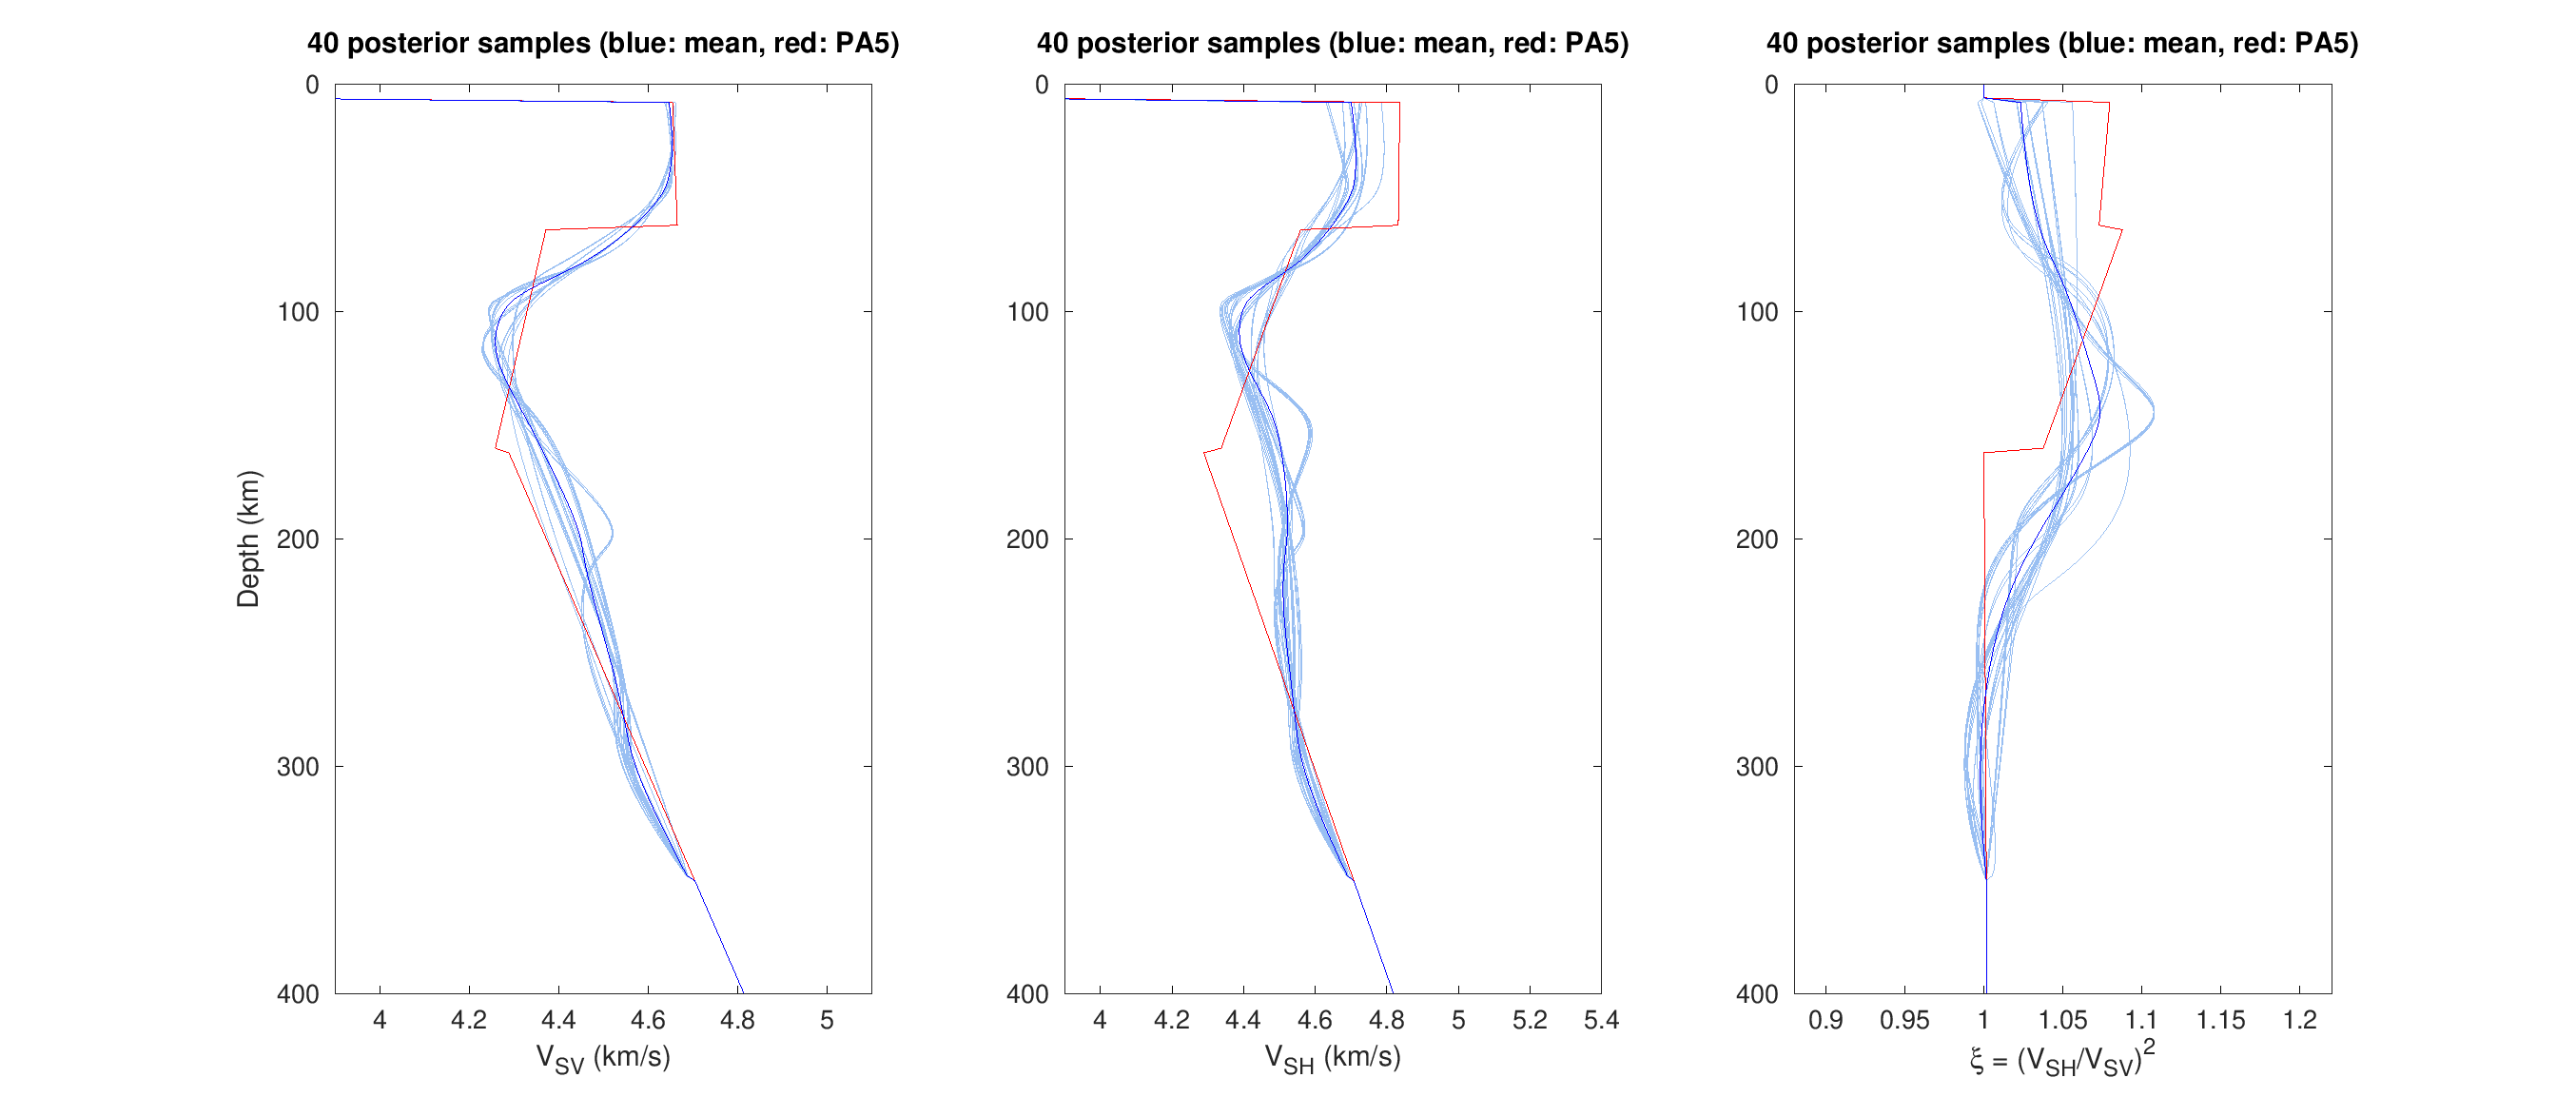 40 posterior samples (blue: mean, red: PA5)
0
100
200
300
400
Depth (km)
4 4.2 4.4 4.6 4.8 5
V_SV (km/s)
40 posterior samples (blue: mean, red: PA5)
0
100
200
300
400
4 4.2 4.4 4.6 4.8 5 5.2 5.4
V_SH (km/s)
40 posterior samples (blue: mean, red: PA5)
0
100
200
300
400
0.9 0.95 1 1.05 1.1 1.15 1.2
ξ = (V_SH/V_SV)^2